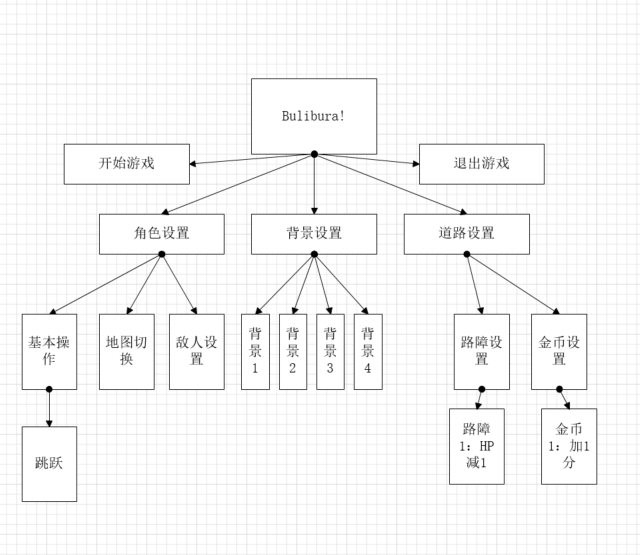 Bulibura!
开始游戏
退出游戏
角色设置
背景设置
道路设置
基本操
作
地图切
换
敌人设
置
背
景
1
背
景
2
背
景
3
背
景
4
路障设
置
金币设
置
跳跃
路障
1: HP
减1
金币
1: 加1
分